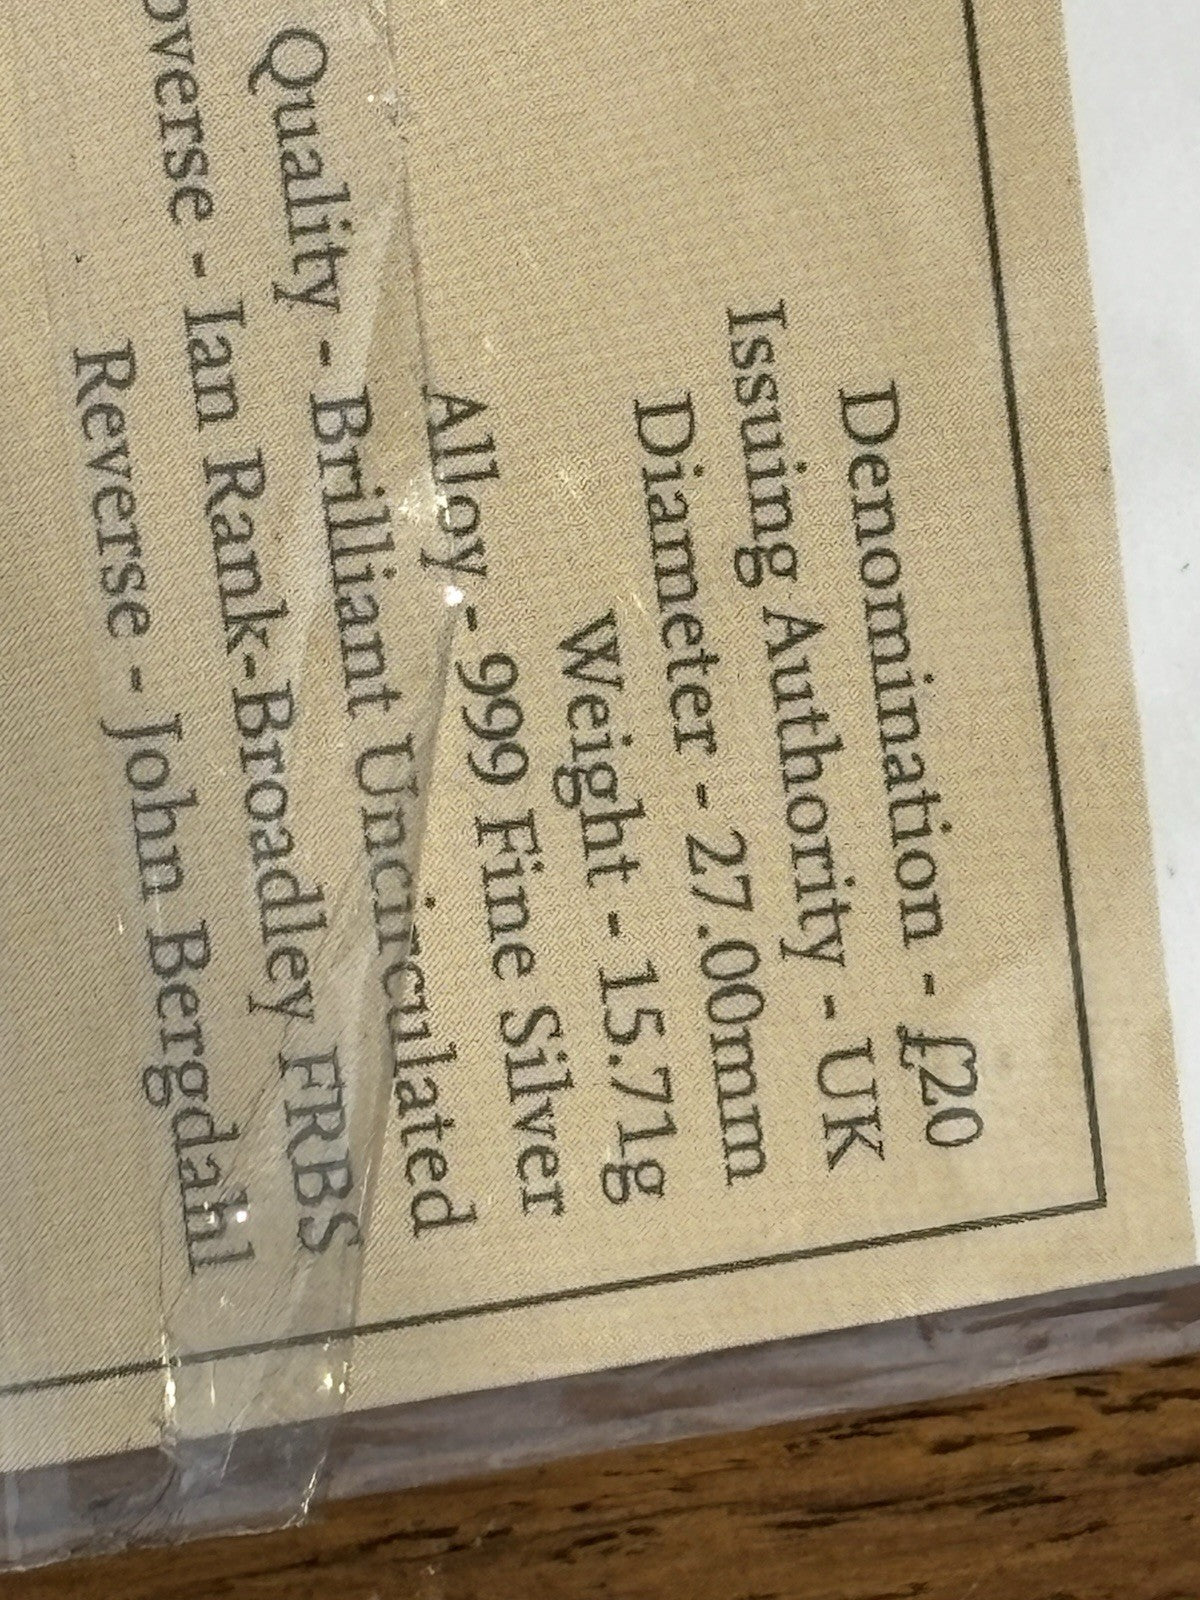 Denomination - £20
Issuing Authority - UK
Diameter - 27.00mm
Weight - 15.71g
Alloy - 999 Fine Silver
Quality - Brilliant Uncirculated
overse - Ian Rank-Broadley FRBS
Reverse - John Bergdahl